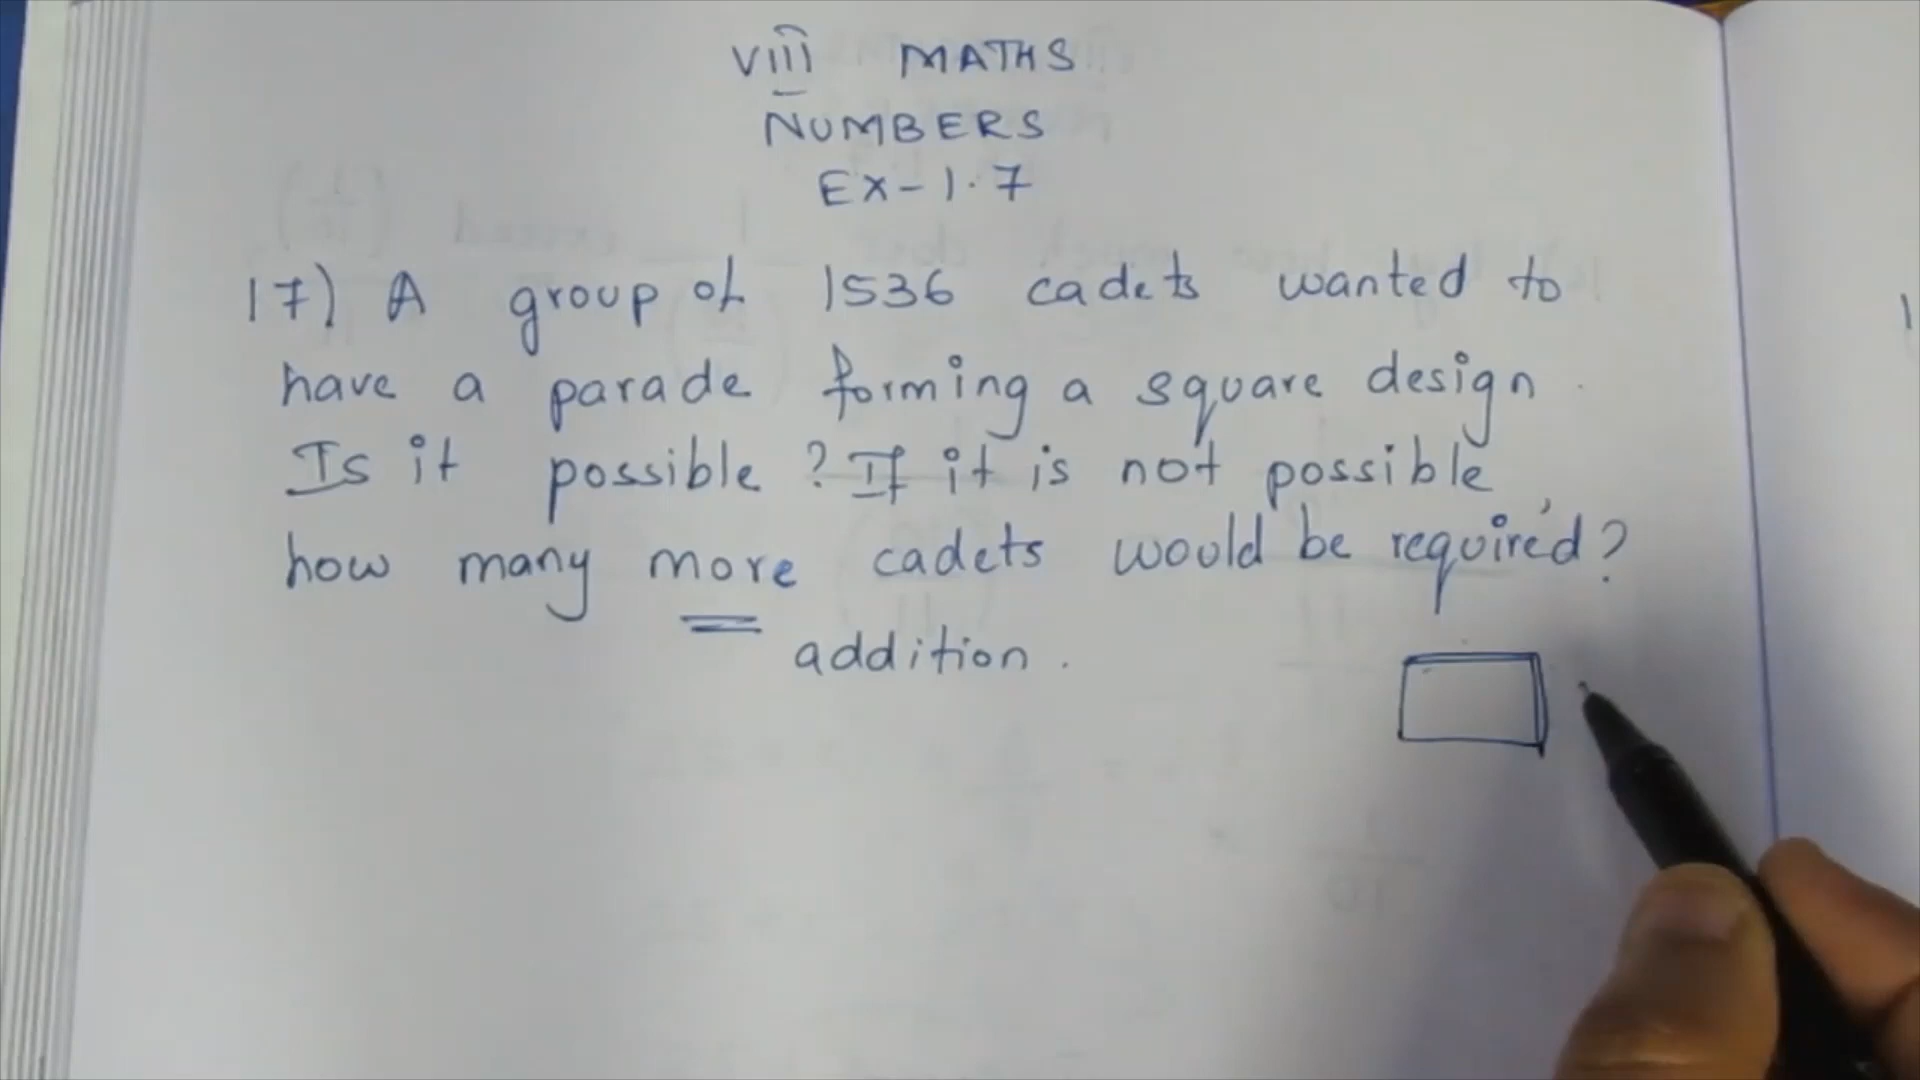 VIII MATHS
NUMBERS
EX-1.7
17) A group of 1536 cadets wanted to
have a parade forming a square design.
Is it possible? If it is not possible,
how many more cadets would be required?
addition.